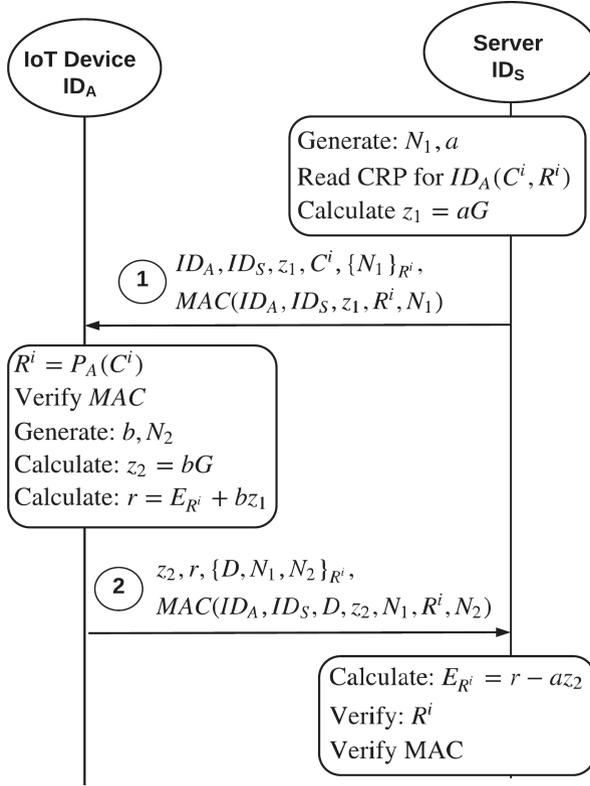 IoT Device
ID_A
Server
ID_S
Generate: N_1, a
Read CRP for ID_A(C^i, R^i)
Calculate z_1 = aG
1
ID_A, ID_S, z_1, C^i, {N_1}_{R^i},
MAC(ID_A, ID_S, z_1, R^i, N_1)
R^i = P_A(C^i)
Verify MAC
Generate: b, N_2
Calculate: z_2 = bG
Calculate: r = E_{R^i} + bz_1
2
z_2, r, {D, N_1, N_2}_{R^i},
MAC(ID_A, ID_S, D, z_2, N_1, R^i, N_2)
Calculate: E_{R^i} = r − az_2
Verify: R^i
Verify MAC